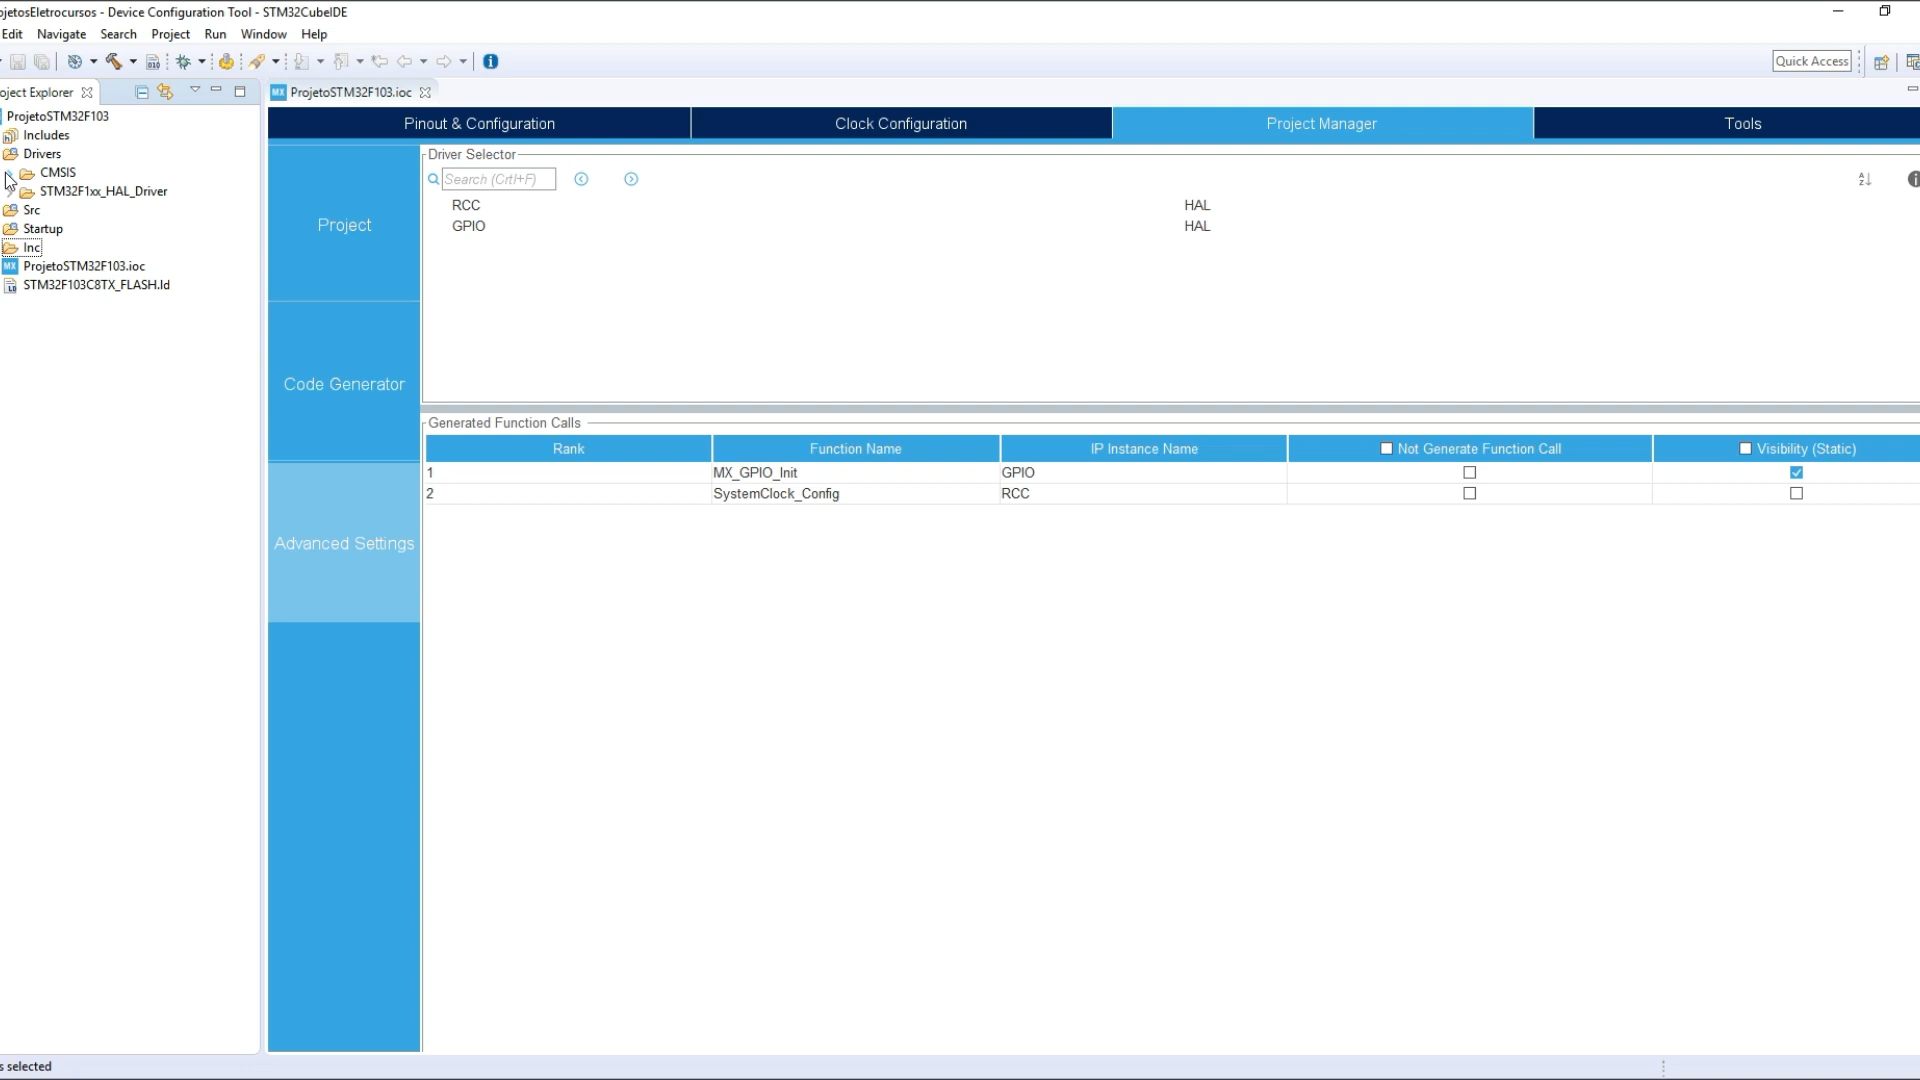 ojetosEletrocursos - Device Configuration Tool - STM32CubeIDE
Edit Navigate Search Project Run Window Help
Quick Access
oject Explorer
ProjetoSTM32F103.ioc
ProjetoSTM32F103
Includes
Drivers
CMSIS
STM32F1xx_HAL_Driver
Src
Startup
Inc
ProjetoSTM32F103.ioc
STM32F103C8TX_FLASH.ld
Pinout & Configuration
Clock Configuration
Project Manager
Tools
Project
Code Generator
Advanced Settings
Driver Selector
Search (CrtI+F)
RCC HAL
GPIO HAL
Generated Function Calls
Rank Function Name IP Instance Name Not Generate Function Call Visibility (Static)
1 MX_GPIO_Init GPIO
2 SystemClock_Config RCC
s selected